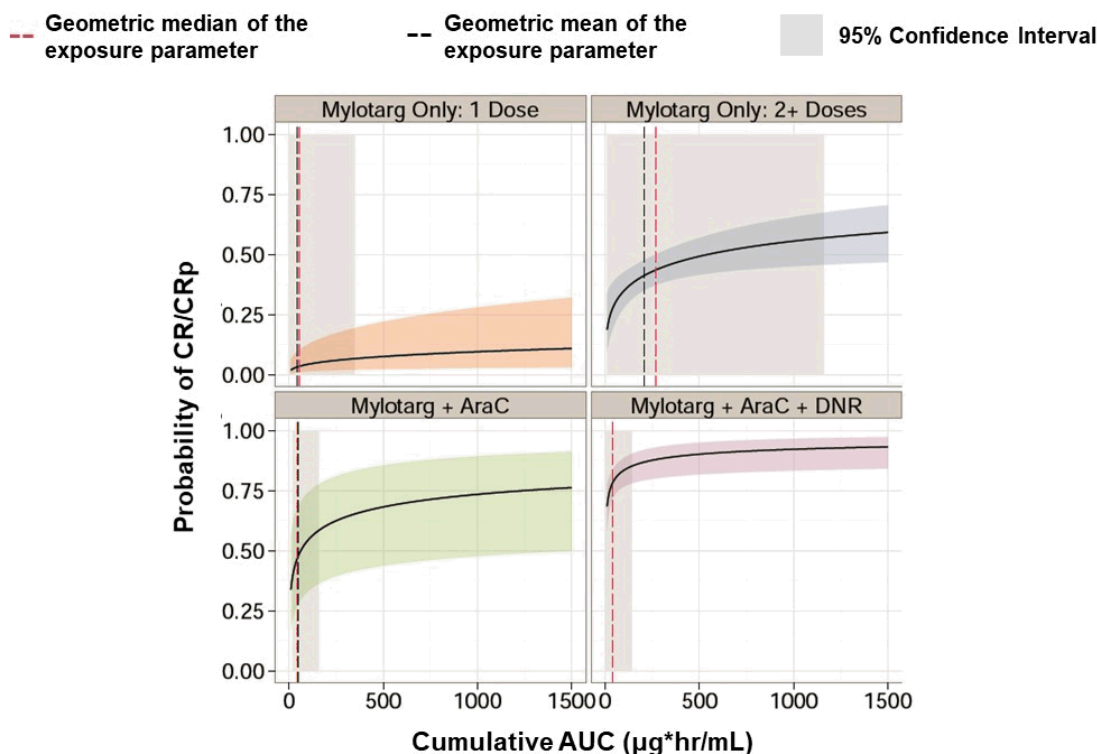 Geometric median of the
exposure parameter
Geometric mean of the
exposure parameter
95% Confidence Interval
Mylotarg Only: 1 Dose
Mylotarg Only: 2+ Doses
1.00
0.75
0.50
0.25
0.00
Mylotarg + AraC
Mylotarg + AraC + DNR
1.00
0.75
0.50
0.25
0.00
0 500 1000 1500
0 500 1000 1500
Probability of CR/CRp
Cumulative AUC (µg*hr/mL)